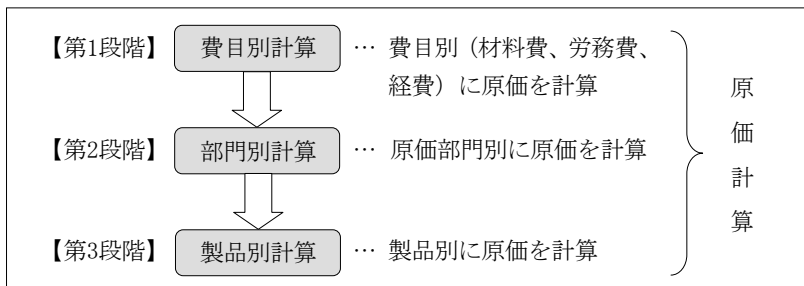 【第1段階】 費目別計算 … 費目別(材料費、労務費、
経費)に原価を計算
【第2段階】 部門別計算 … 原価部門別に原価を計算
【第3段階】 製品別計算 … 製品別に原価を計算
原価計算